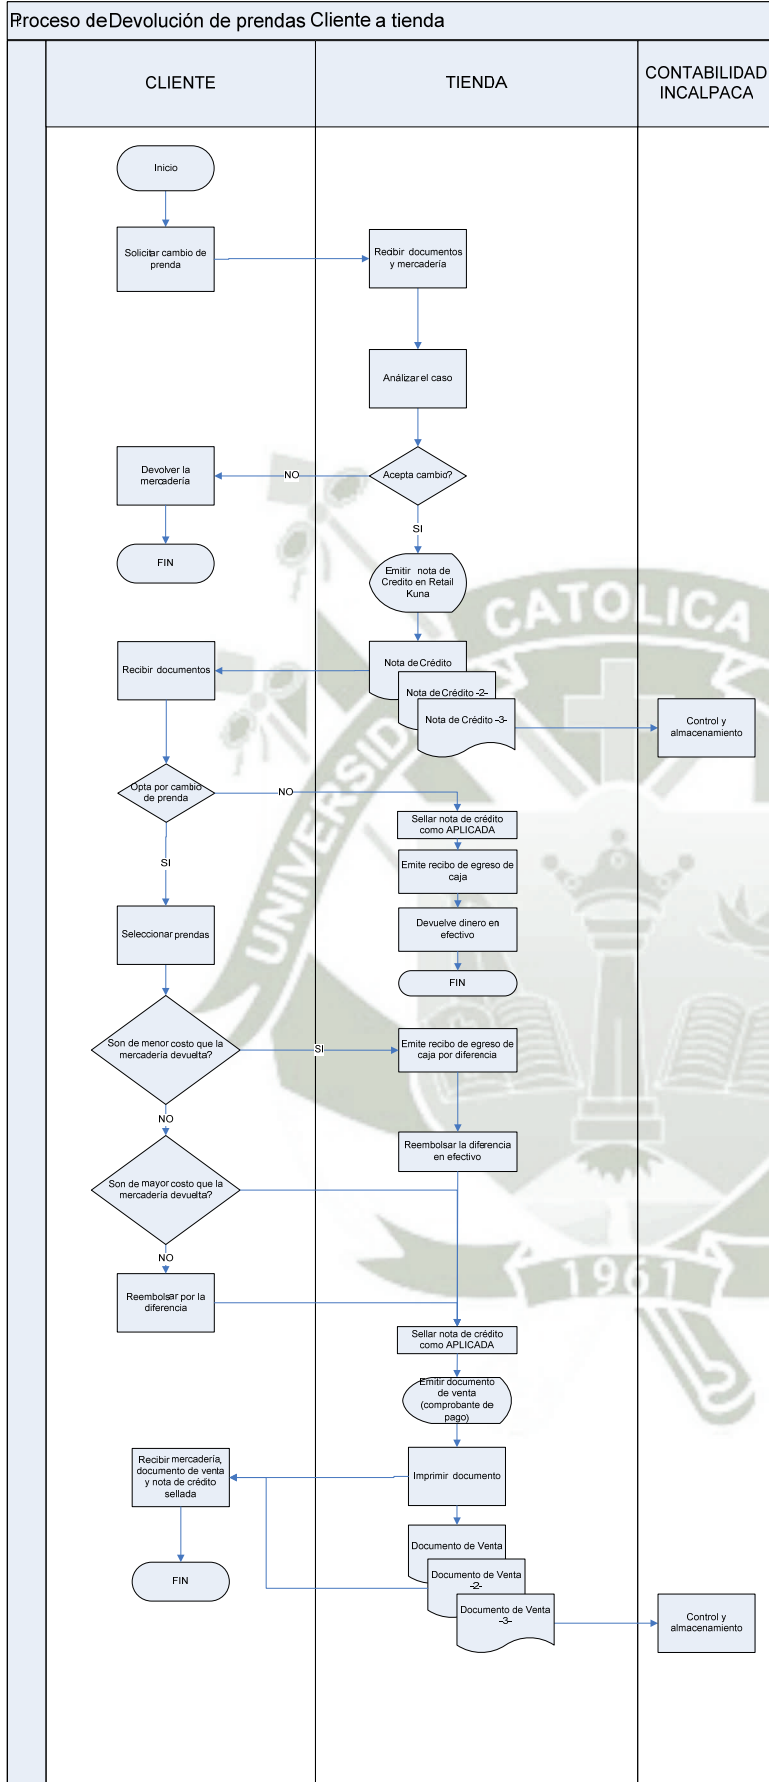 Proceso de Devolución de prendas Cliente a tienda
CLIENTE
TIENDA
CONTABILIDAD
INCALPACA
Inicio
Solicitar cambio de
prenda
Recibir documentos
y mercadería
Análizar el caso
Acepta cambio?
NO
Devolver la
mercadería
FIN
SI
Emitir nota de
Credito en Retail
Kuna
Nota de Crédito
Nota de Crédito -2-
Nota de Crédito -3-
Recibir documentos
Control y
almacenamiento
Opta por cambio
de prenda
NO
Sellar nota de crédito
como APLICADA
Emite recibo de egreso de
caja
Devuelve dinero en
efectivo
FIN
SI
Seleccionar prendas
Son de menor costo que la
mercadería devuelta?
SI
Emite recibo de egreso de
caja por diferencia
Reembolsar la diferencia
en efectivo
NO
Son de mayor costo que la
mercadería devuelta?
NO
Reembolsar por la
diferencia
Sellar nota de crédito
como APLICADA
Emitir documento
de venta
(comprobante de
pago)
Imprimir documento
Recibir mercadería,
documento de venta
y nota de crédito
sellada
FIN
Documento de Venta
Documento de Venta
-2-
Documento de Venta
-3-
Control y
almacenamiento
UNIVERSID
CATOLICA
1961